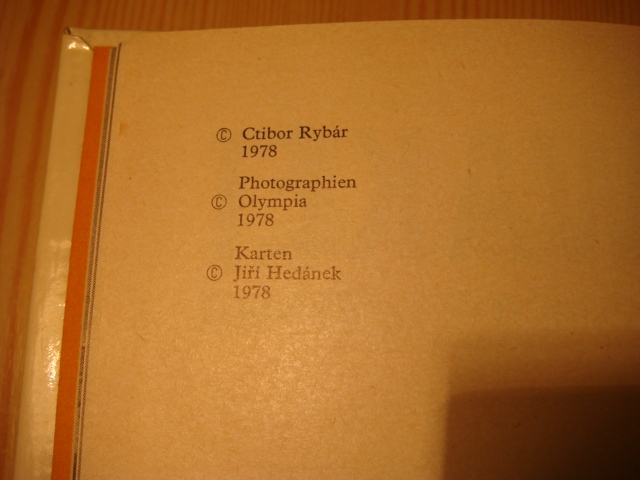 © Ctibor Rybár
1978
Photographien
© Olympia
1978
Karten
© Jiří Hedánek
1978